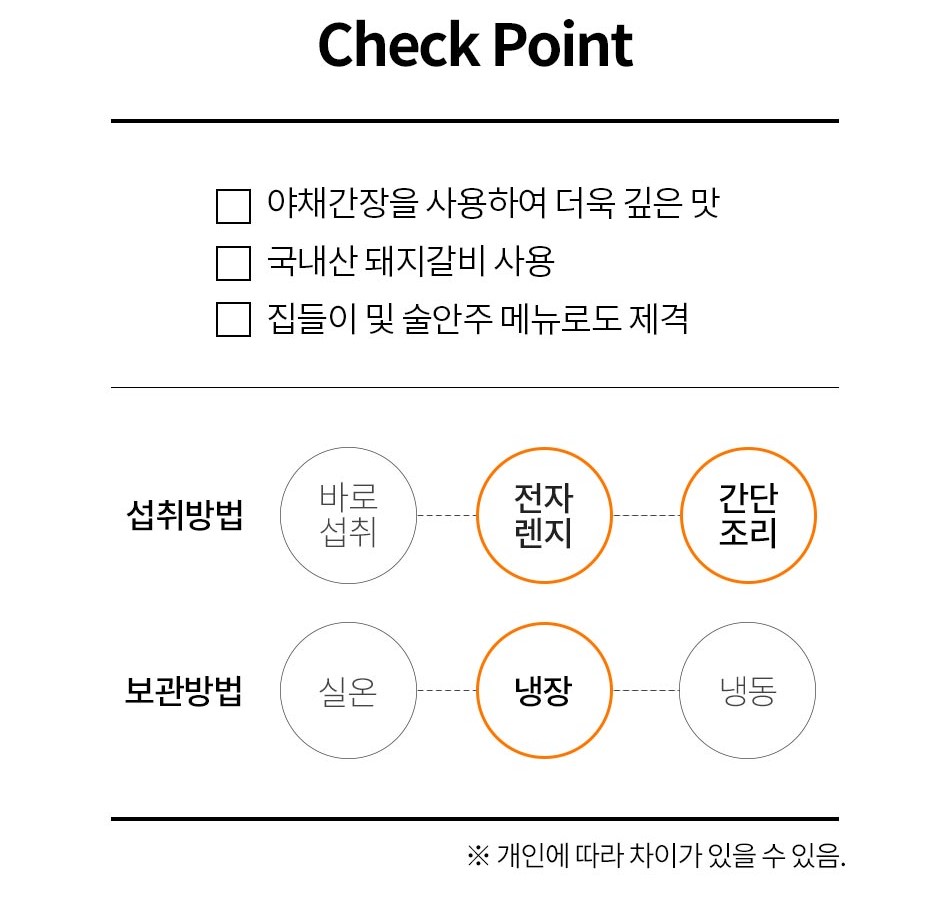 Check Point
야채간장을 사용하여 더욱 깊은 맛
국내산 돼지갈비 사용
집들이 및 술안주 메뉴로도 제격
섭취방법
바로
섭취
전자
렌지
간단
조리
보관방법
실온
냉장
냉동
※ 개인에 따라 차이가 있을 수 있음.